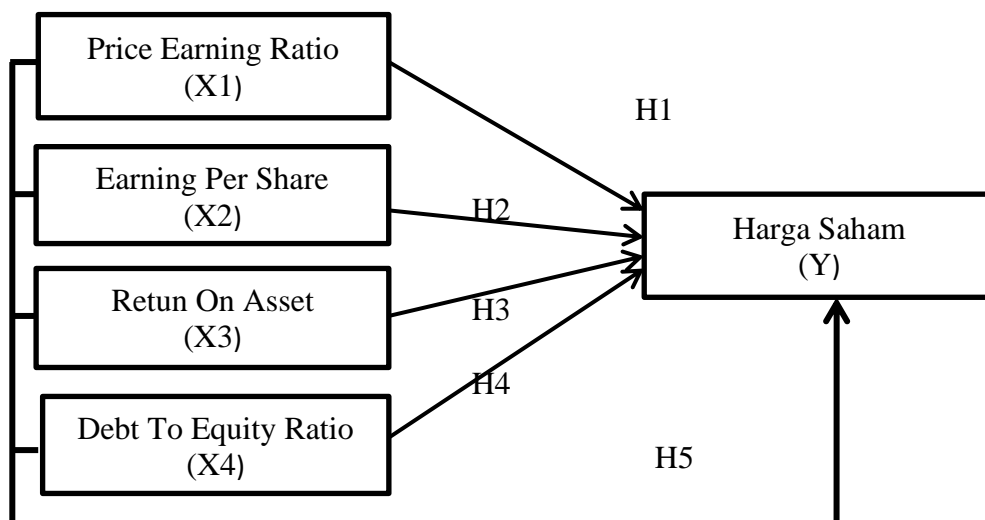 Price Earning Ratio
(X1)
H1
Earning Per Share
(X2)
H2
Harga Saham
(Y)
Retun On Asset
(X3)
H3
H4
Debt To Equity Ratio
(X4)
H5